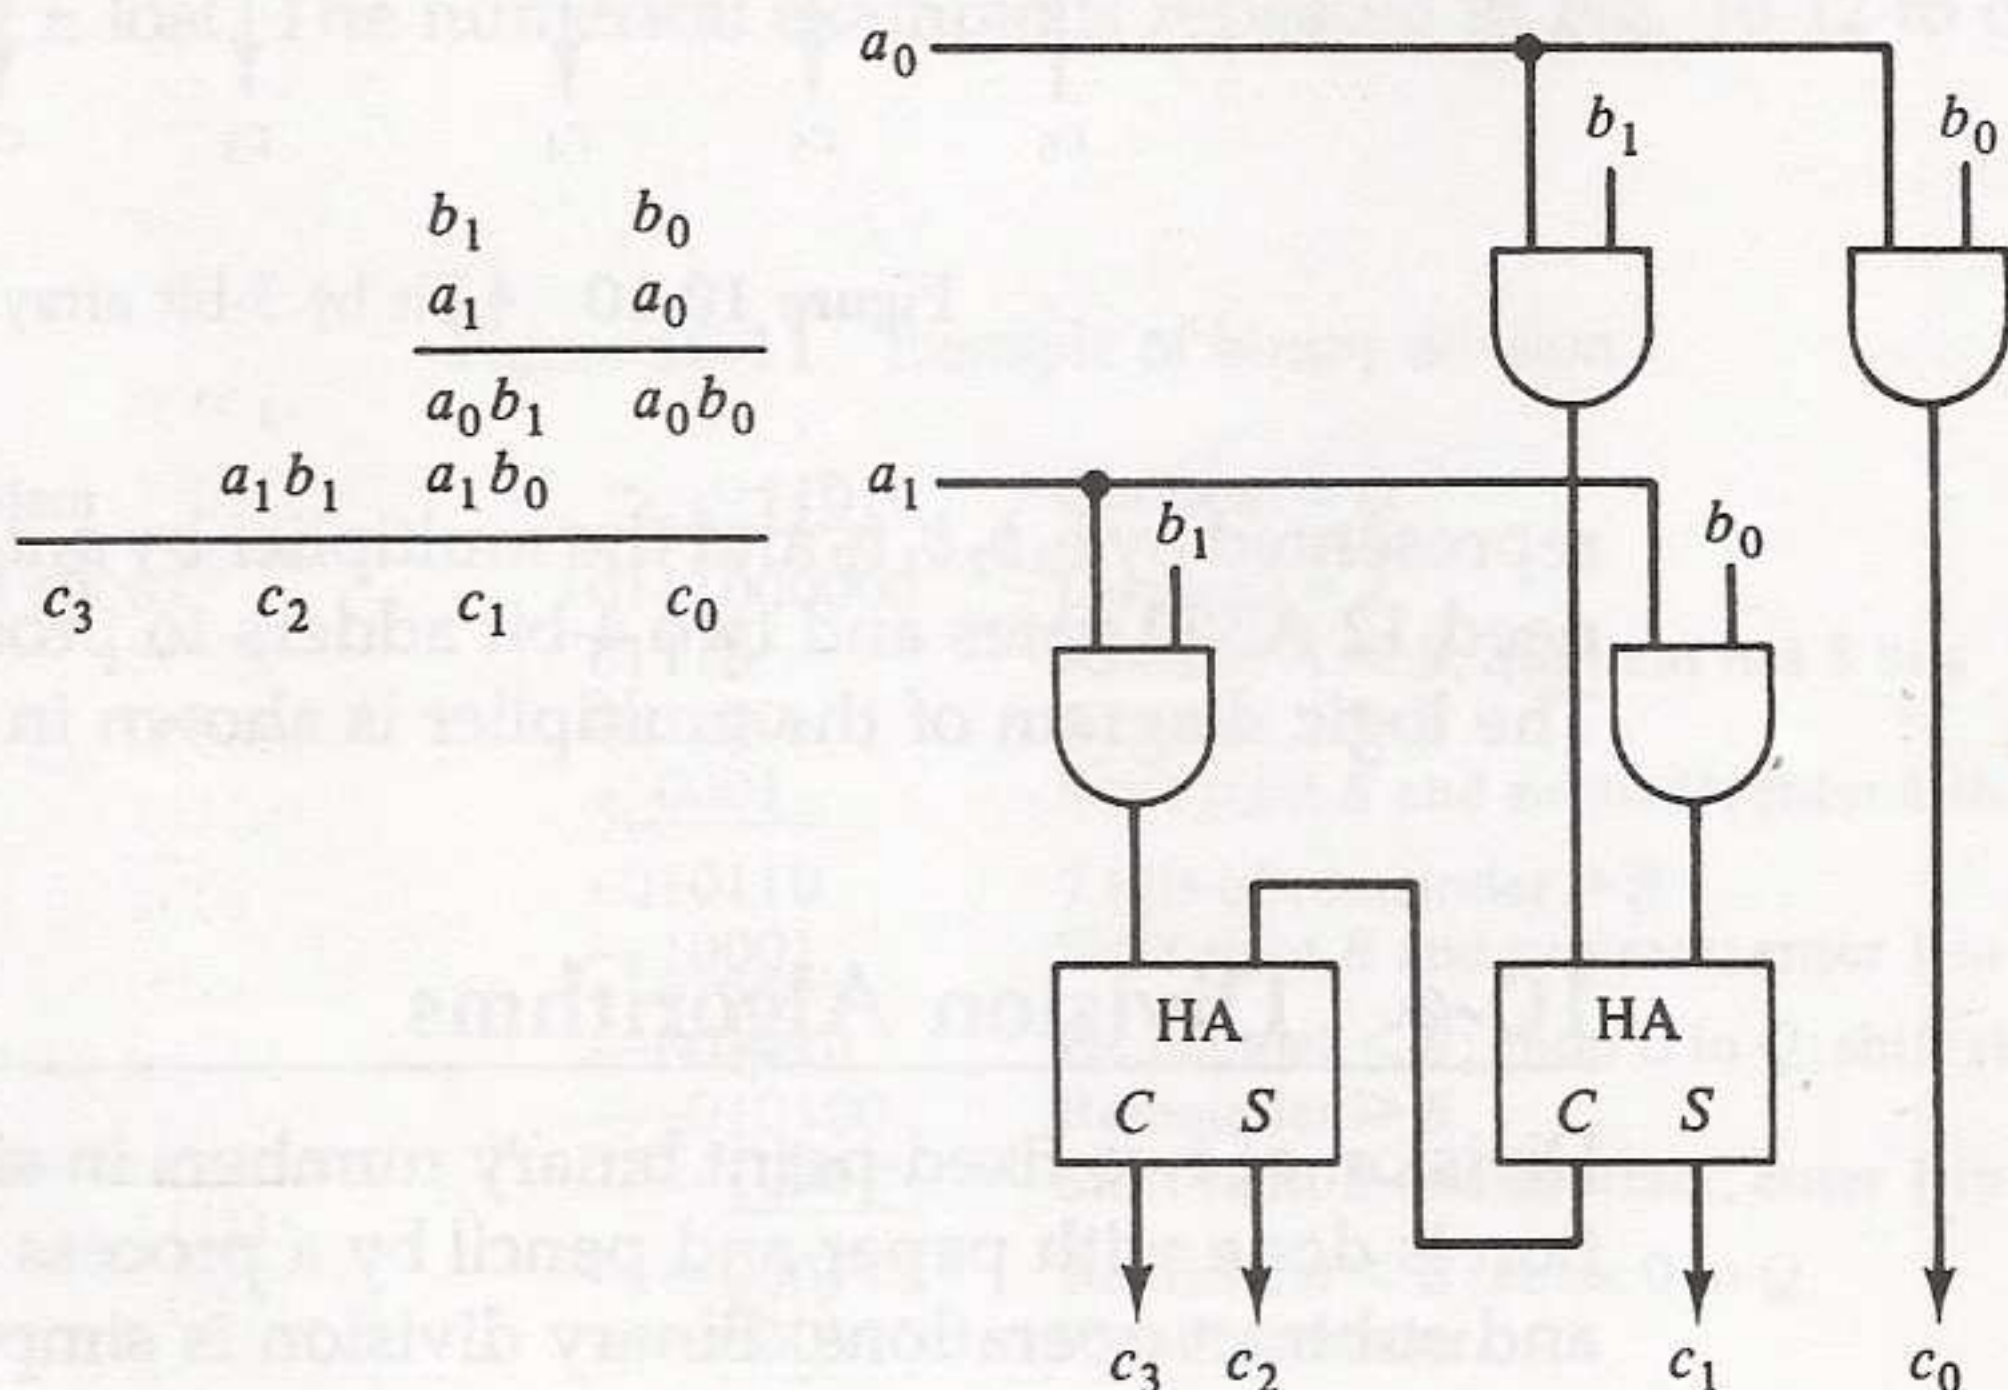 a₀
b₁ b₀
b₁ b₀
a₁ a₀
a₀b₁ a₀b₀
a₁b₁ a₁b₀
c₃ c₂ c₁ c₀
a₁
b₁ b₀
HA HA
C S C S
c₃ c₂ c₁ c₀